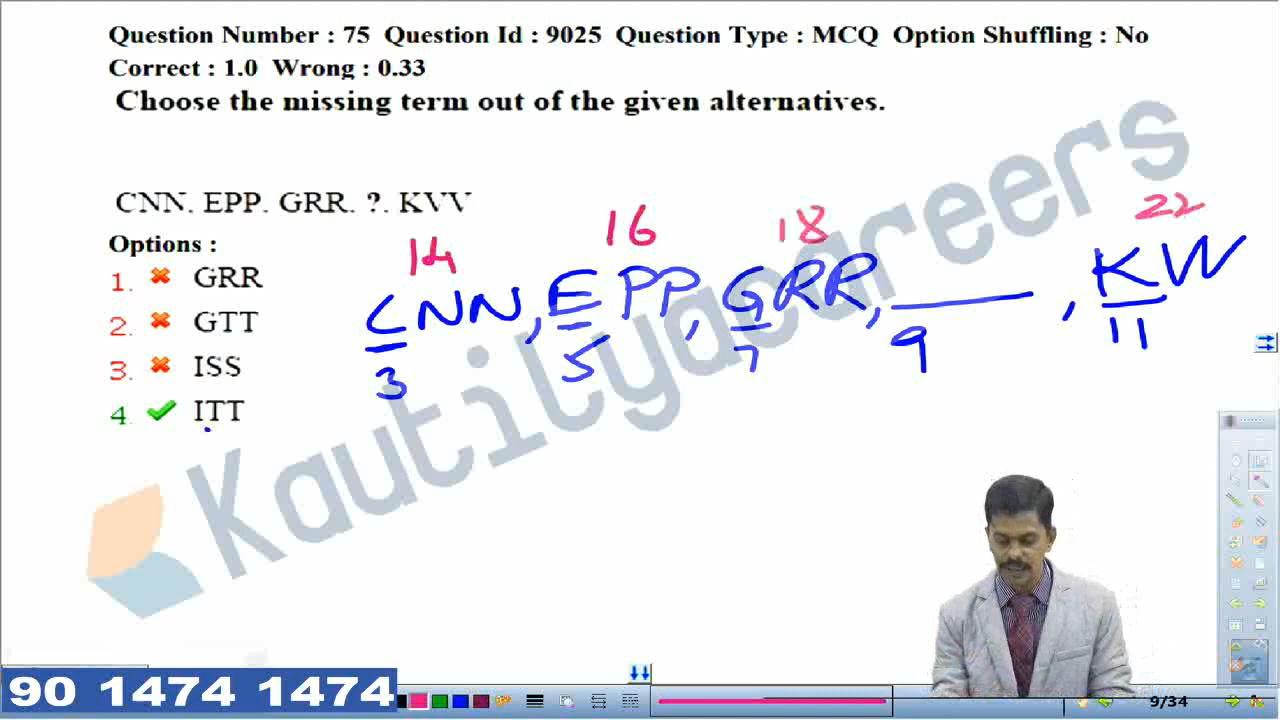 Question Number : 75 Question Id : 9025 Question Type : MCQ Option Shuffling : No
Correct : 1.0 Wrong : 0.33
Choose the missing term out of the given alternatives.
CNN. EPP. GRR. ?. KVV
Options :
1. GRR
2. GTT
3. ISS
4. ITT
14 16 18 22
CNN, EPP, GRR, ______, KVV
3 5 7 9 11
Kautilyacareers
90 1474 1474
9/34